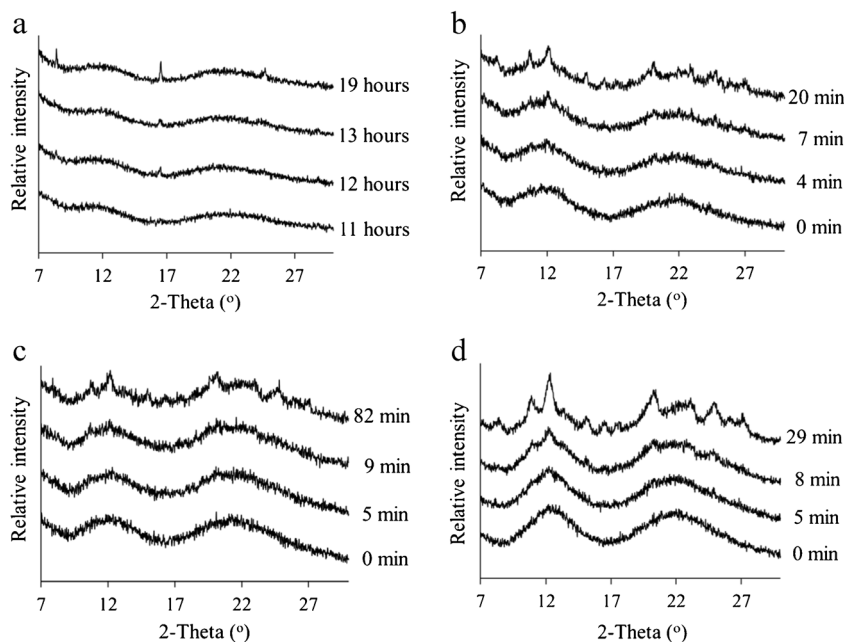 a
Relative intensity
19 hours
13 hours
12 hours
11 hours
7 12 17 22 27
2-Theta (°)
b
Relative intensity
20 min
7 min
4 min
0 min
7 12 17 22 27
2-Theta (°)
c
Relative intensity
82 min
9 min
5 min
0 min
7 12 17 22 27
2-Theta (°)
d
Relative intensity
29 min
8 min
5 min
0 min
7 12 17 22 27
2-Theta (°)